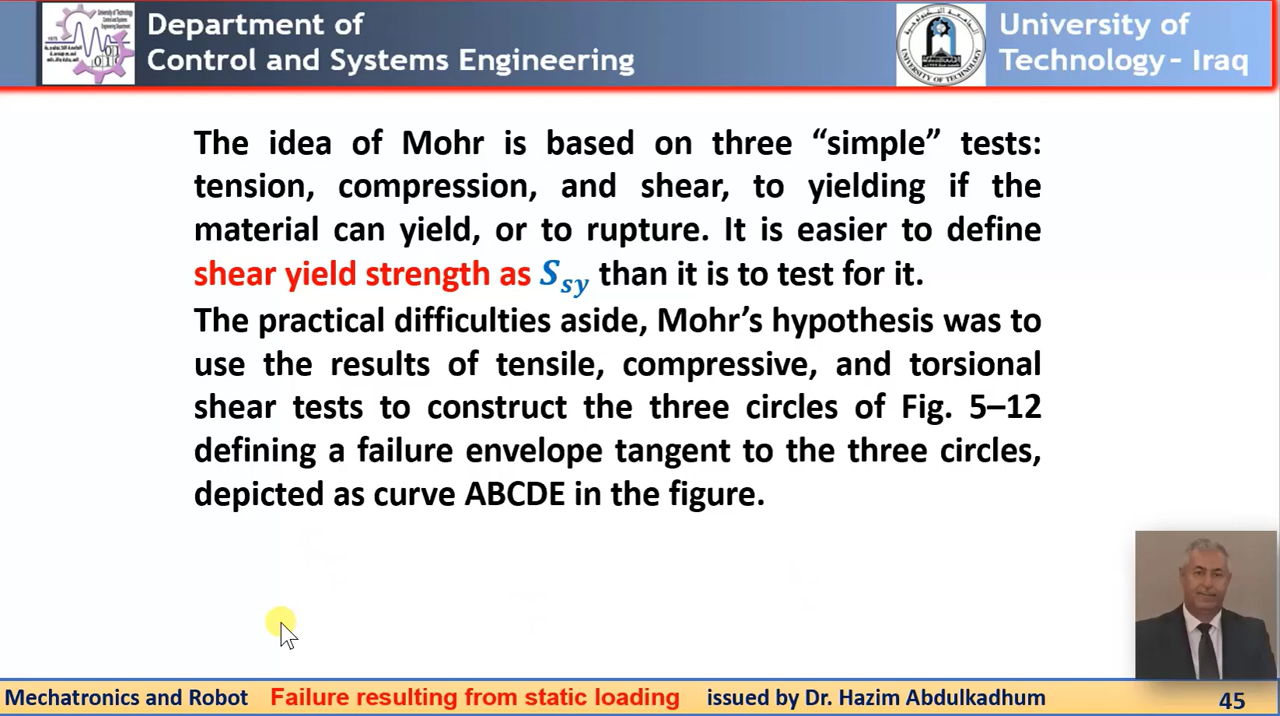 Department of
Control and Systems Engineering
University of
Technology - Iraq
UNIVERSITY OF TECHNOLOGY
The idea of Mohr is based on three “simple” tests:
tension, compression, and shear, to yielding if the
material can yield, or to rupture. It is easier to define
shear yield strength as Ssy than it is to test for it.
The practical difficulties aside, Mohr’s hypothesis was to
use the results of tensile, compressive, and torsional
shear tests to construct the three circles of Fig. 5–12
defining a failure envelope tangent to the three circles,
depicted as curve ABCDE in the figure.
Mechatronics and Robot Failure resulting from static loading issued by Dr. Hazim Abdulkadhum 45